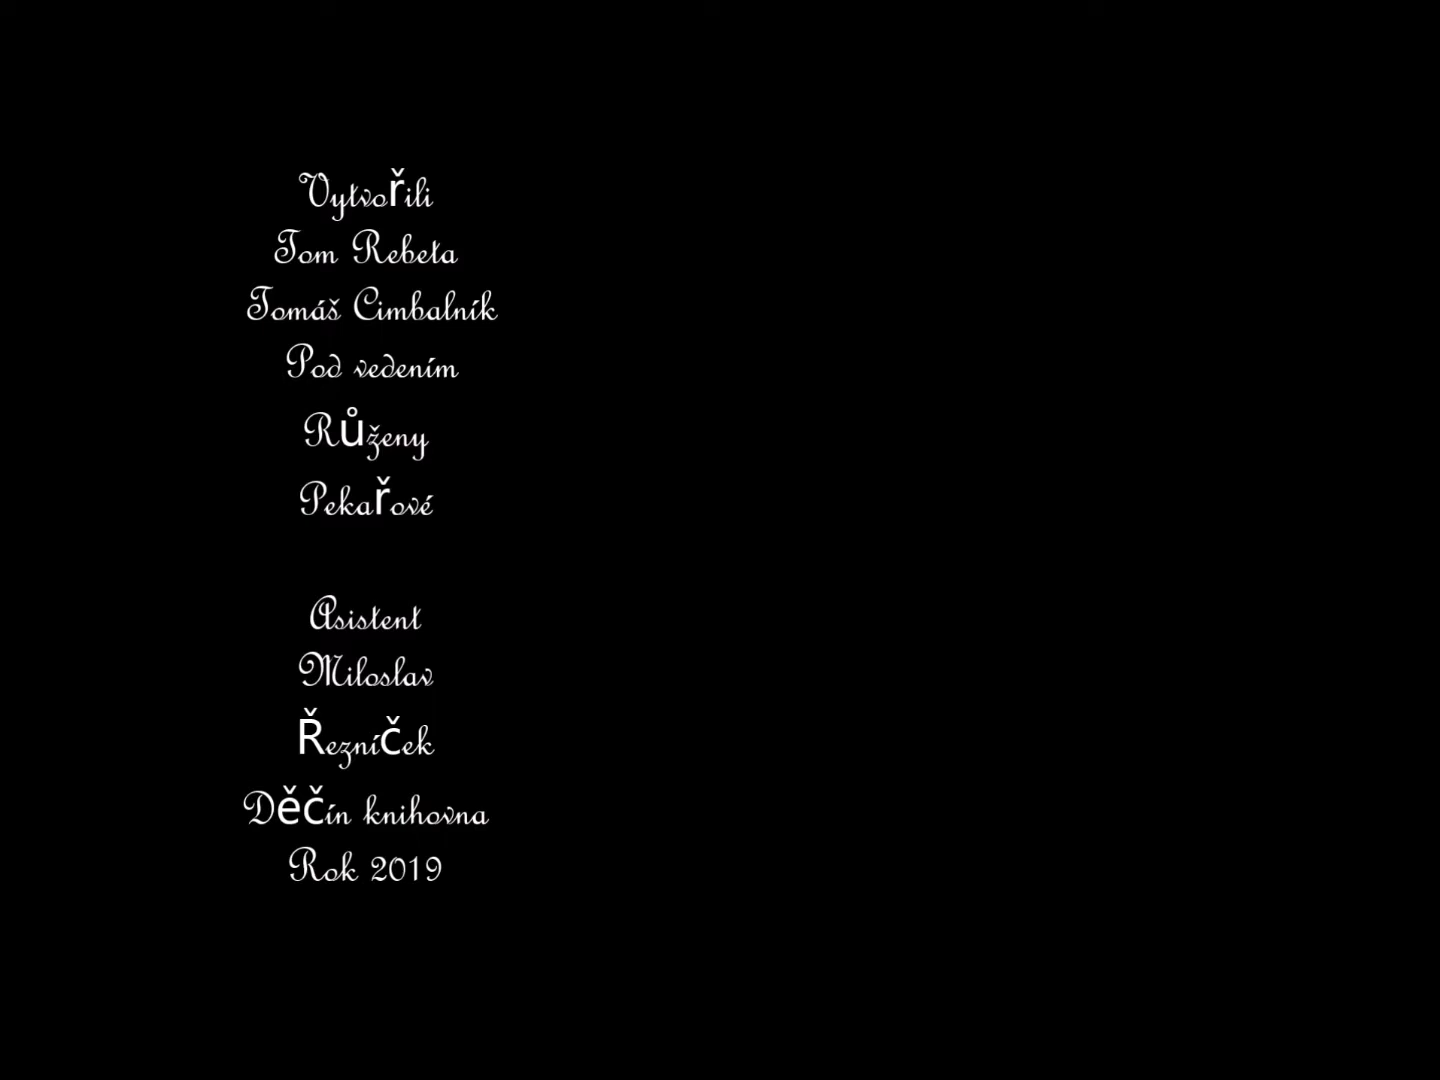 Vytvořili
Tom Rebeta
Tomáš Cimbalník
Pod vedením
Růženy
Pekařové
Asistent
Miloslav
Řezníček
Děčín knihovna
Rok 2019